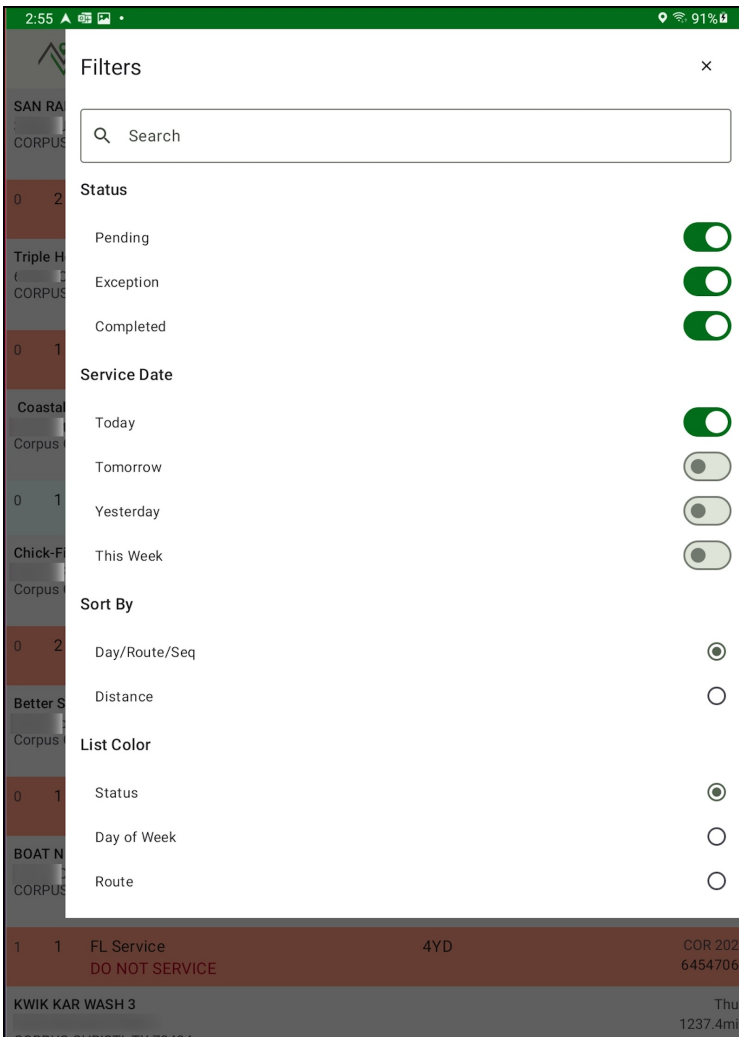 2:55
91%
Filters
Search
SAN RA
CORPUS
Status
0 2
Pending
Triple H
Exception
CORPUS
Completed
0 1
Service Date
Coastal
Today
Corpus
Tomorrow
0 1
Yesterday
Chick-Fi
This Week
Corpus
Sort By
0 2
Day/Route/Seq
Better S
Distance
Corpus
List Color
0 1
Status
Day of Week
BOAT N
Route
CORPUS
1 1 FL Service 4YD COR 202
DO NOT SERVICE 6454706
KWIK KAR WASH 3 Thu
1237.4mi